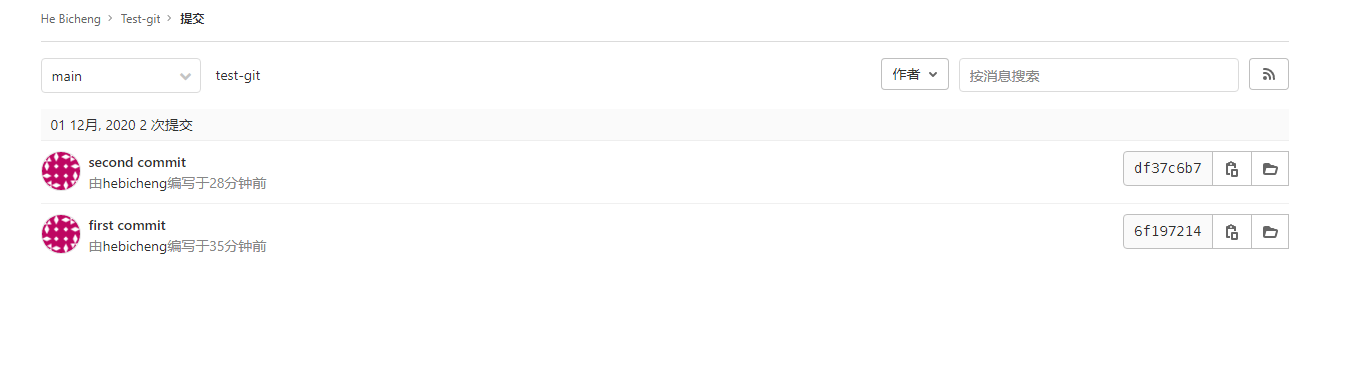 He Bicheng > Test-git > 提交
main test-git 作者 按消息搜索
01 12月, 2020 2 次提交
second commit
由hebicheng编写于28分钟前
df37c6b7
first commit
由hebicheng编写于35分钟前
6f197214